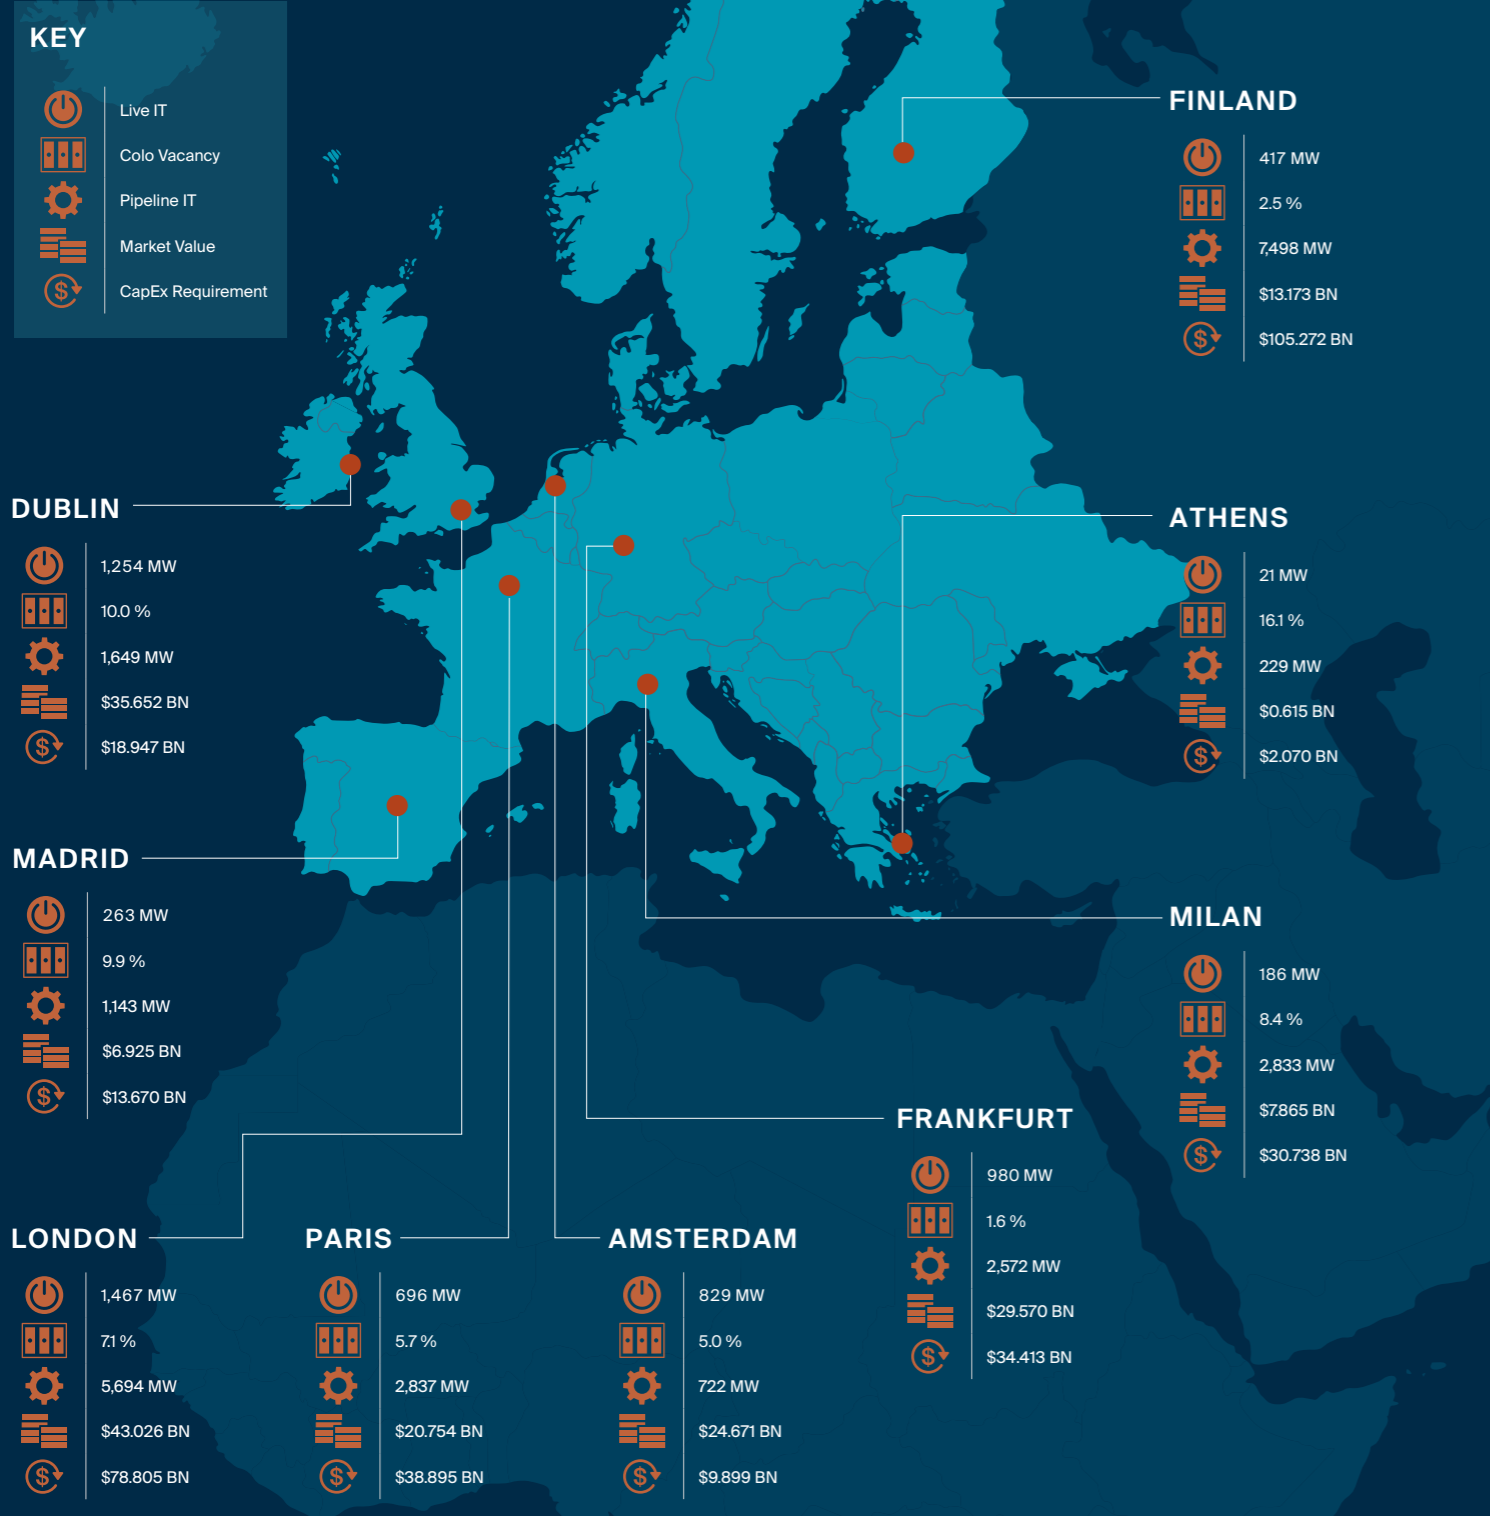 KEY
Live IT
Colo Vacancy
Pipeline IT
Market Value
CapEx Requirement
FINLAND
417 MW
2.5 %
7,498 MW
$13.173 BN
$105.272 BN
DUBLIN
1,254 MW
10.0 %
1,649 MW
$35.652 BN
$18.947 BN
ATHENS
21 MW
16.1 %
229 MW
$0.615 BN
$2.070 BN
MADRID
263 MW
9.9 %
1,143 MW
$6.925 BN
$13.670 BN
MILAN
186 MW
8.4 %
2,833 MW
$7.865 BN
$30.738 BN
FRANKFURT
980 MW
1.6 %
2,572 MW
$29.570 BN
$34.413 BN
LONDON
1,467 MW
7.1 %
5,694 MW
$43.026 BN
$78.805 BN
PARIS
696 MW
5.7 %
2,837 MW
$20.754 BN
$38.895 BN
AMSTERDAM
829 MW
5.0 %
722 MW
$24.671 BN
$9.899 BN